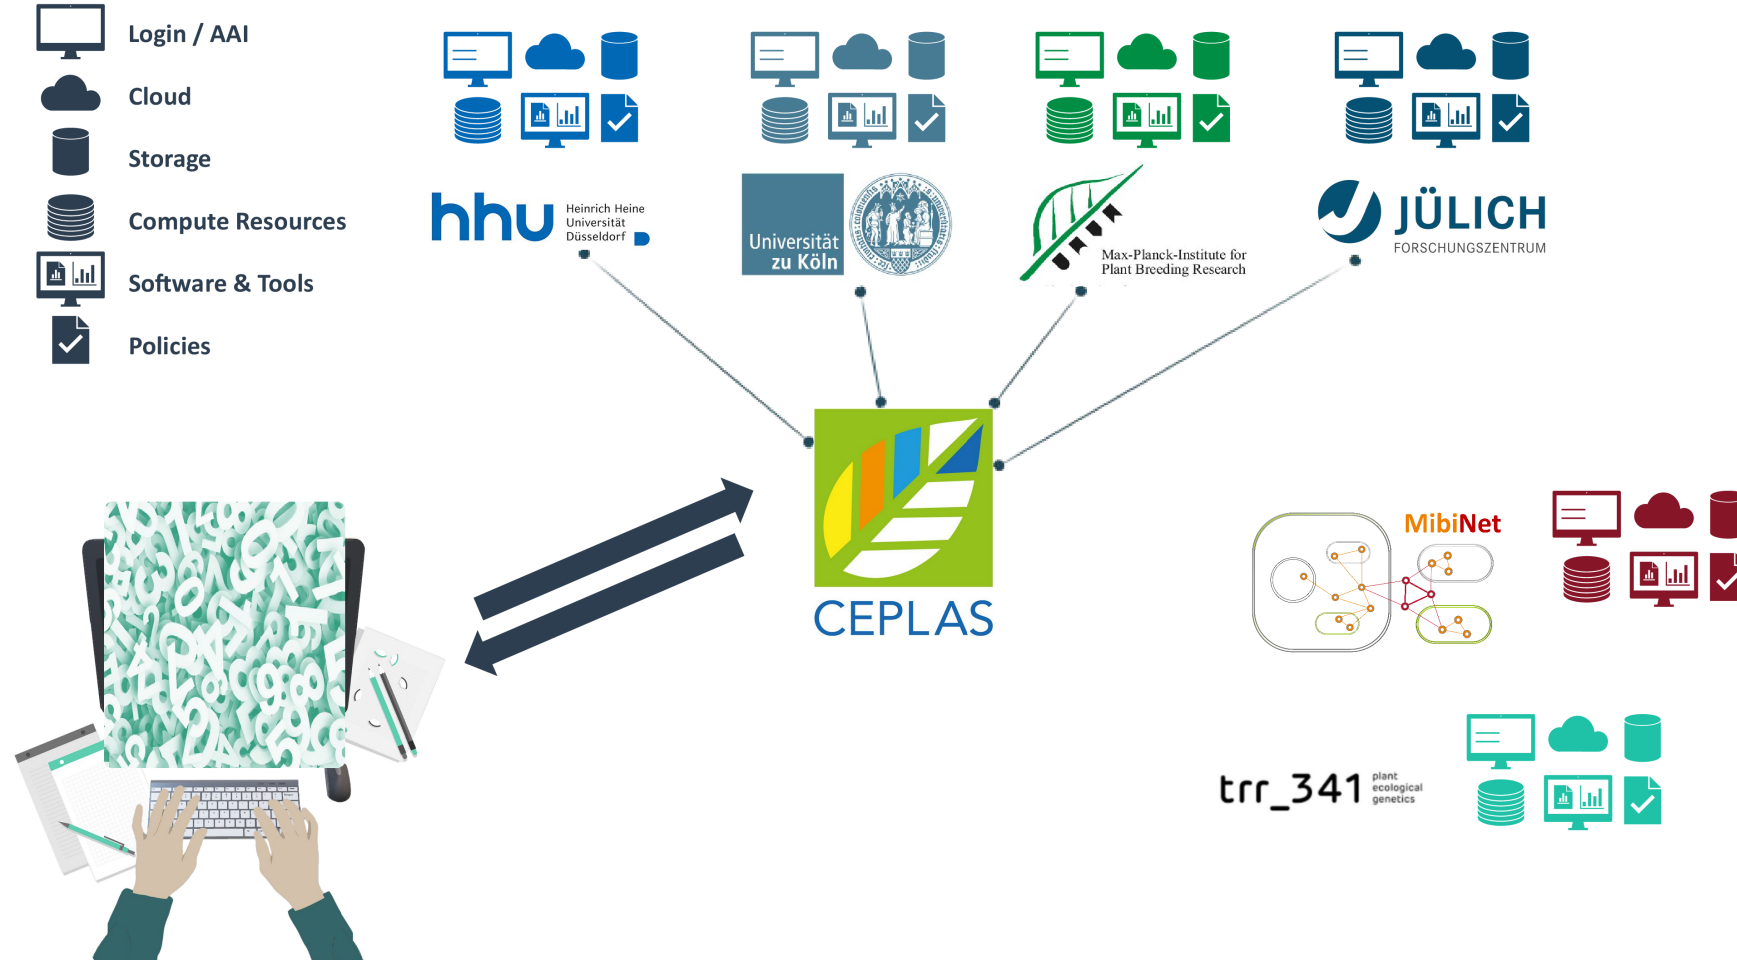 Login / AAI
Cloud
Storage
Compute Resources
Software & Tools
Policies
hhu
Heinrich Heine
Universität
Düsseldorf
Universität
zu Köln
Max-Planck-Institute for
Plant Breeding Research
JÜLICH
FORSCHUNGSZENTRUM
CEPLAS
MibiNet
trr_341
plant
ecological
genetics